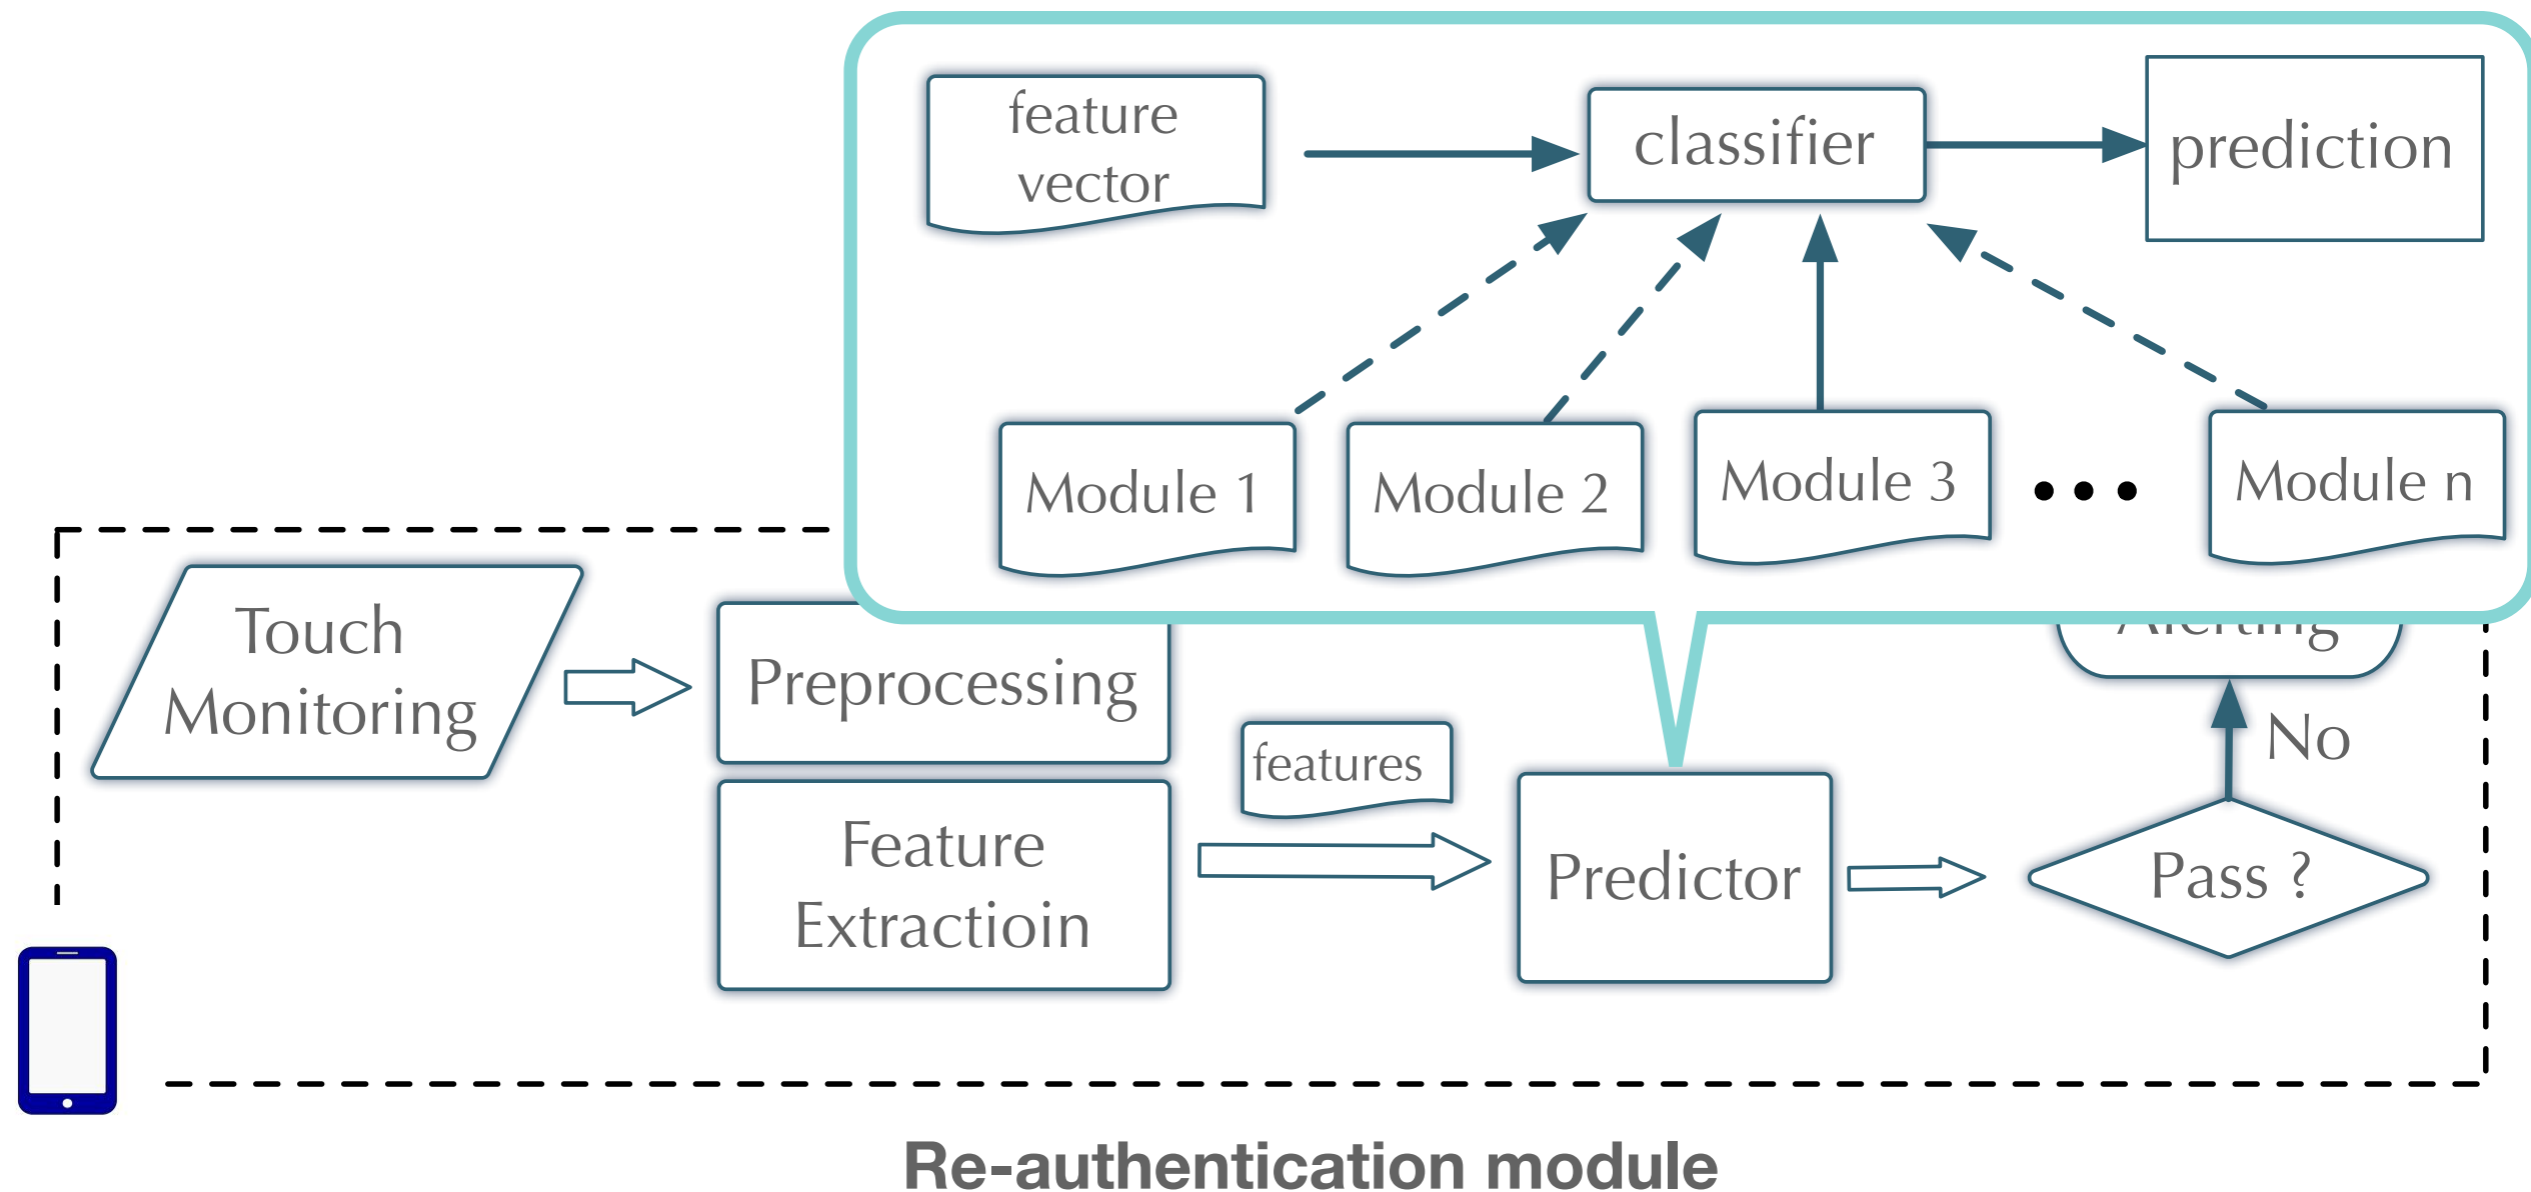 feature
vector
classifier
prediction
Module 1
Module 2
Module 3
Module n
Touch
Monitoring
Preprocessing
Alerting
features
No
Feature
Extractioin
Predictor
Pass ?
Re-authentication module